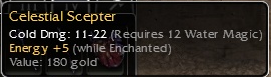 Celestial Scepter
Cold Dmg: 11-22 (Requires 12 Water Magic)
Energy +5 (while Enchanted)
Value: 180 gold